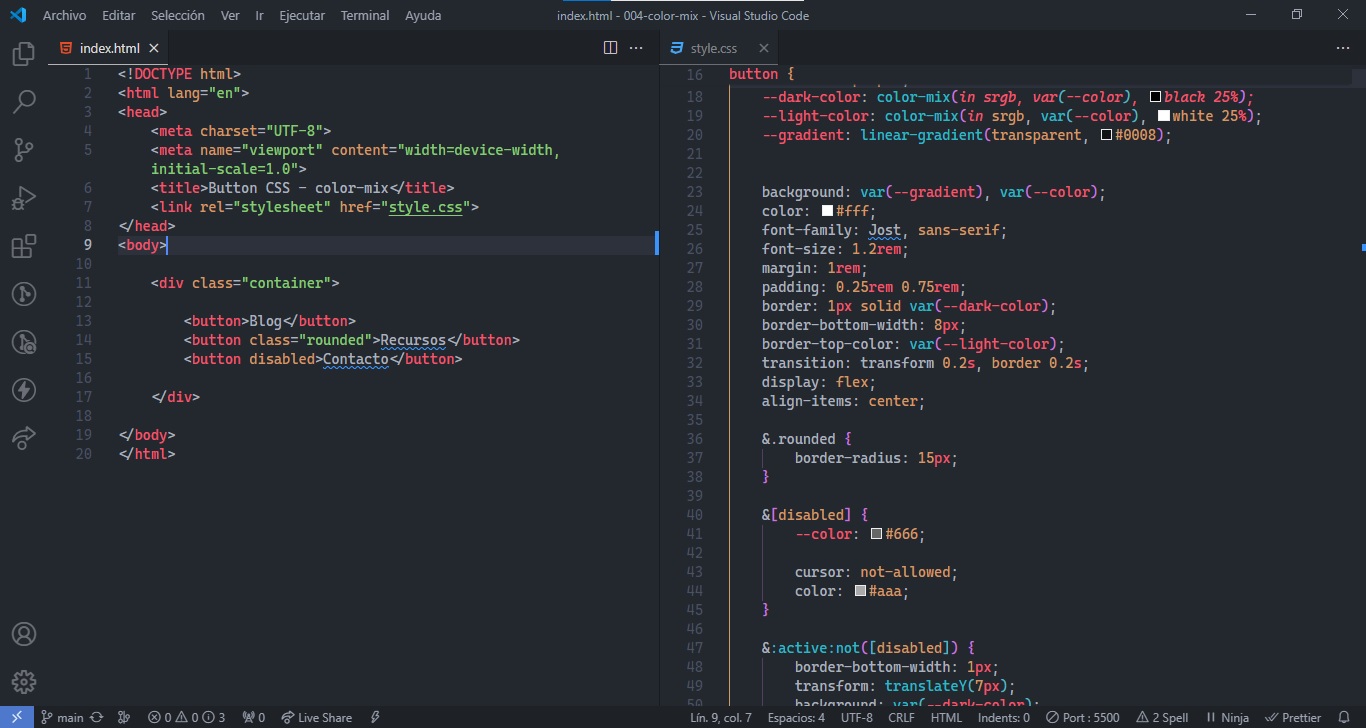 Archivo Editar Selección Ver Ir Ejecutar Terminal Ayuda
index.html - 004-color-mix - Visual Studio Code
index.html
1 <!DOCTYPE html>
2 <html lang="en">
3 <head>
4 <meta charset="UTF-8">
5 <meta name="viewport" content="width=device-width,
initial-scale=1.0">
6 <title>Button CSS - color-mix</title>
7 <link rel="stylesheet" href="style.css">
8 </head>
9 <body>
10
11 <div class="container">
12
13 <button>Blog</button>
14 <button class="rounded">Recursos</button>
15 <button disabled>Contacto</button>
16
17 </div>
18
19 </body>
20 </html>
style.css
16 button {
18 --dark-color: color-mix(in srgb, var(--color), black 25%);
19 --light-color: color-mix(in srgb, var(--color), white 25%);
20 --gradient: linear-gradient(transparent, #0008);
21
22
23 background: var(--gradient), var(--color);
24 color: #fff;
25 font-family: Jost, sans-serif;
26 font-size: 1.2rem;
27 margin: 1rem;
28 padding: 0.25rem 0.75rem;
29 border: 1px solid var(--dark-color);
30 border-bottom-width: 8px;
31 border-top-color: var(--light-color);
32 transition: transform 0.2s, border 0.2s;
33 display: flex;
34 align-items: center;
35
36 &.rounded {
37 border-radius: 15px;
38 }
39
40 &[disabled] {
41 --color: #666;
42
43 cursor: not-allowed;
44 color: #aaa;
45 }
46
47 &:active:not([disabled]) {
48 border-bottom-width: 1px;
49 transform: translateY(7px);
50 background: var(--dark-color);
main 0 0 3 0 Live Share
Lín. 9, col. 7 Espacios: 4 UTF-8 CRLF HTML Indents: 0 Port : 5500 2 Spell Ninja Prettier